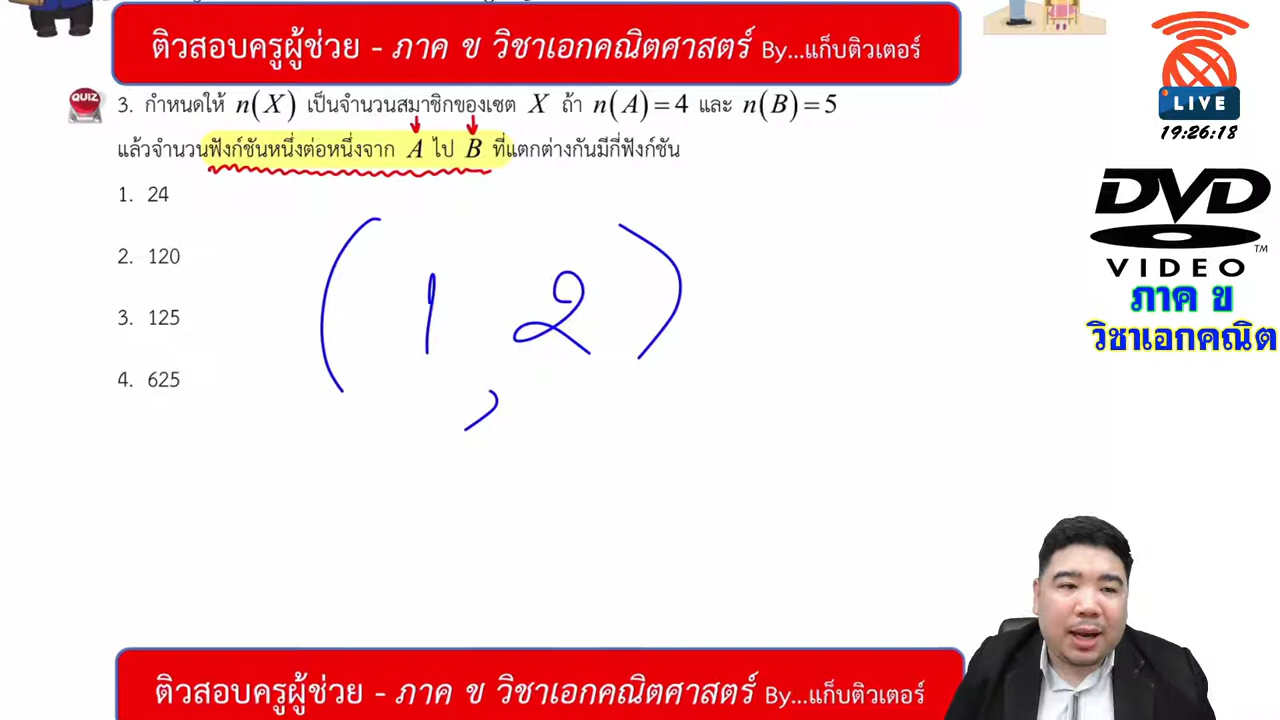 ติวสอบครูผู้ช่วย - ภาค ข วิชาเอกคณิตศาสตร์ By...แก็บติวเตอร์
LIVE
19:26:18
QUIZ
3. กำหนดให้ n(X) เป็นจำนวนสมาชิกของเซต X ถ้า n(A)=4 และ n(B)=5
แล้วจำนวนฟังก์ชันหนึ่งต่อหนึ่งจาก A ไป B ที่แตกต่างกันมีกี่ฟังก์ชัน
1. 24
2. 120
3. 125
4. 625
( 1 , 2 )
DVD
TM
VIDEO
ภาค ข
วิชาเอกคณิต
ติวสอบครูผู้ช่วย - ภาค ข วิชาเอกคณิตศาสตร์ By...แก็บติวเตอร์